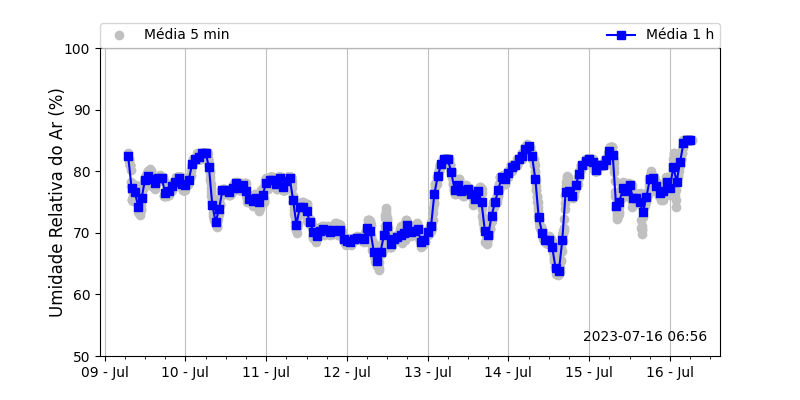 Média 5 min
Média 1 h
Umidade Relativa do Ar (%)
100
90
80
70
60
50
2023-07-16 06:56
09 - Jul
10 - Jul
11 - Jul
12 - Jul
13 - Jul
14 - Jul
15 - Jul
16 - Jul